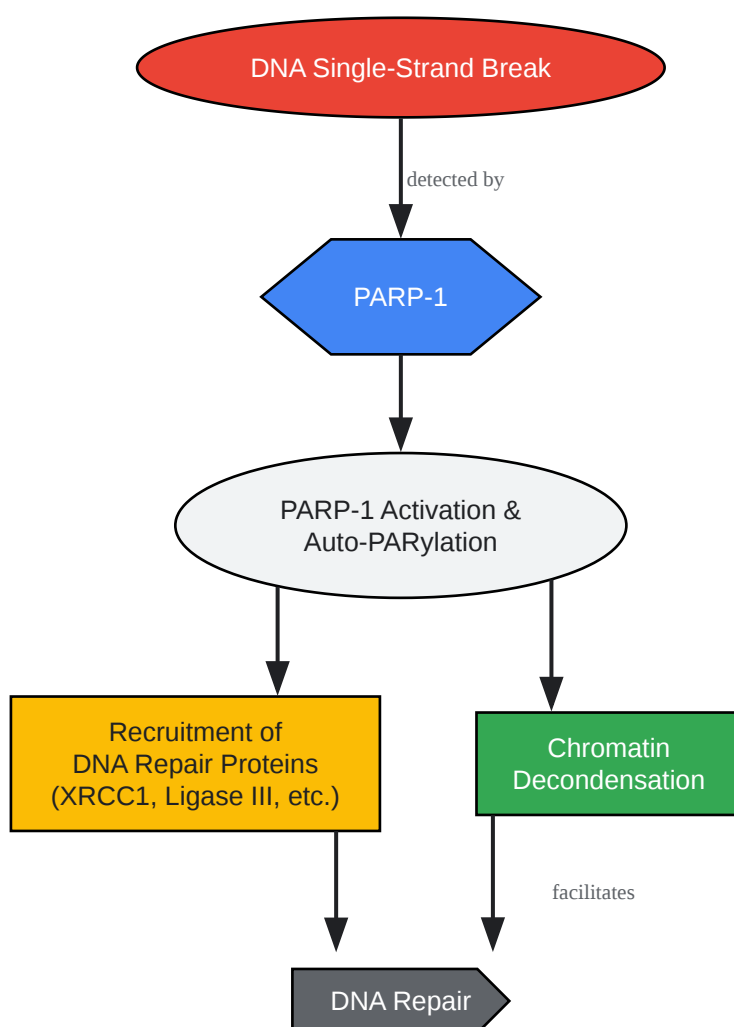 DNA Single-Strand Break
detected by
PARP-1
PARP-1 Activation &
Auto-PARylation
Recruitment of
DNA Repair Proteins
(XRCC1, Ligase III, etc.)
Chromatin
Decondensation
facilitates
DNA Repair